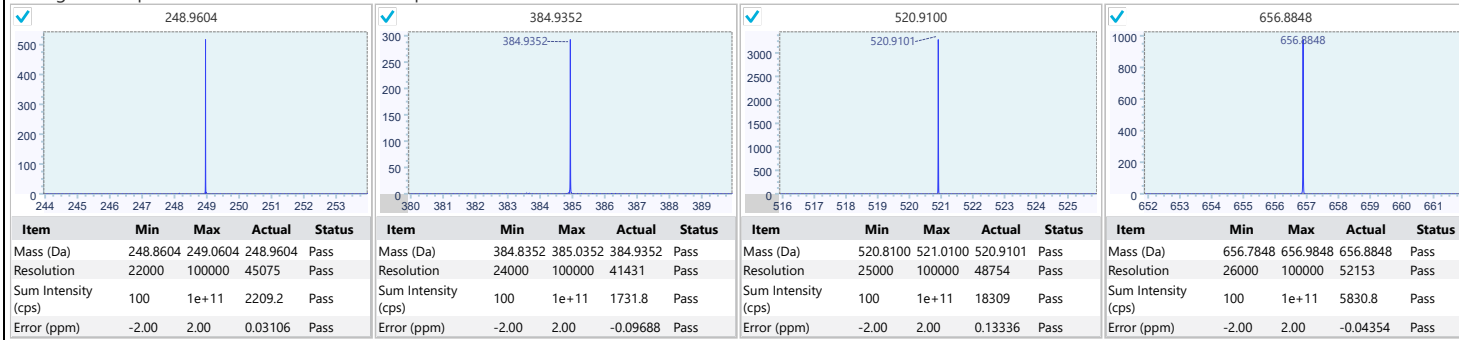 248.9604
500
400
300
200
100
0
244 245 246 247 248 249 250 251 252 253
Item Min Max Actual Status
Mass (Da) 248.8604 249.0604 248.9604 Pass
Resolution 22000 100000 45075 Pass
Sum Intensity (cps) 100 1e+11 2209.2 Pass
Error (ppm) -2.00 2.00 0.03106 Pass
384.9352
384.9352
300
250
200
150
100
50
0
380 381 382 383 384 385 386 387 388 389
Item Min Max Actual Status
Mass (Da) 384.8352 385.0352 384.9352 Pass
Resolution 24000 100000 41431 Pass
Sum Intensity (cps) 100 1e+11 1731.8 Pass
Error (ppm) -2.00 2.00 -0.09688 Pass
520.9100
520.9101
3000
2500
2000
1500
1000
500
0
516 517 518 519 520 521 522 523 524 525
Item Min Max Actual Status
Mass (Da) 520.8100 521.0100 520.9101 Pass
Resolution 25000 100000 48754 Pass
Sum Intensity (cps) 100 1e+11 18309 Pass
Error (ppm) -2.00 2.00 0.13336 Pass
656.8848
656.8848
1000
800
600
400
200
0
652 653 654 655 656 657 658 659 660 661
Item Min Max Actual Status
Mass (Da) 656.7848 656.9848 656.8848 Pass
Resolution 26000 100000 52153 Pass
Sum Intensity (cps) 100 1e+11 5830.8 Pass
Error (ppm) -2.00 2.00 -0.04354 Pass